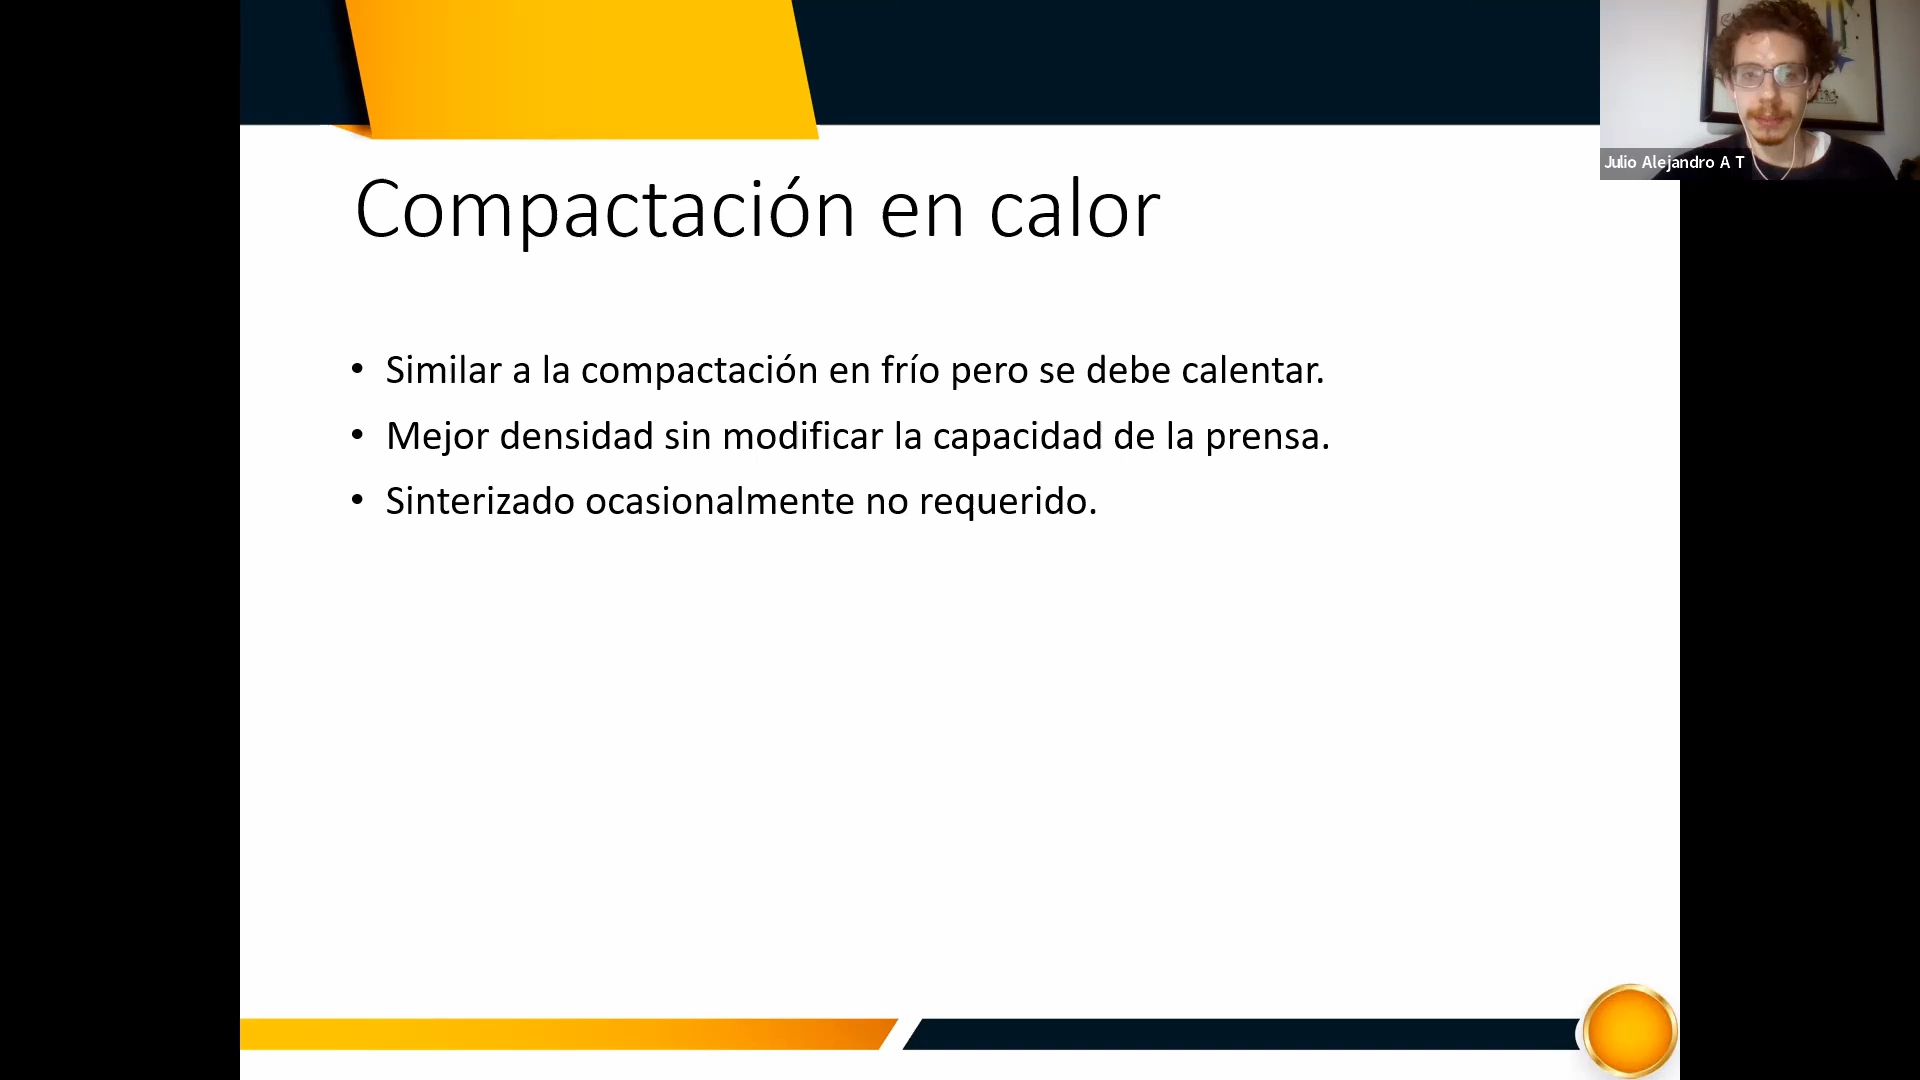 Julio Alejandro A T
Compactación en calor
• Similar a la compactación en frío pero se debe calentar.
• Mejor densidad sin modificar la capacidad de la prensa.
• Sinterizado ocasionalmente no requerido.